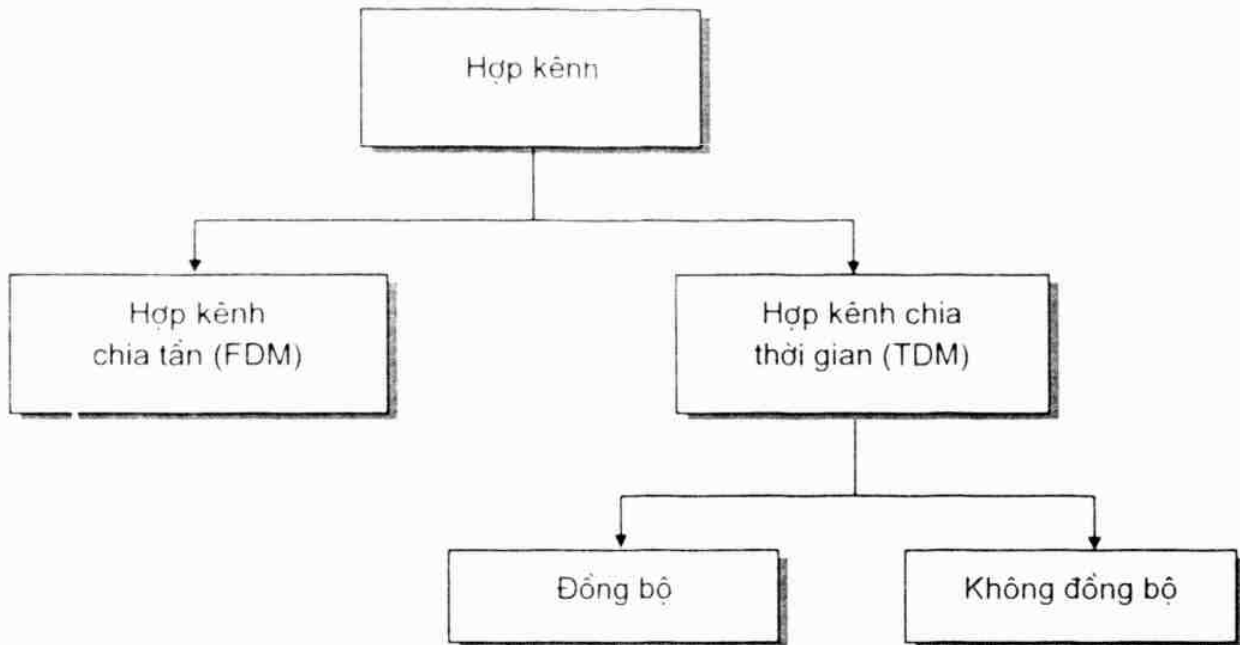 Hợp kênh
Hợp kênh
chia tần (FDM)
Hợp kênh chia
thời gian (TDM)
Đồng bộ
Không đồng bộ